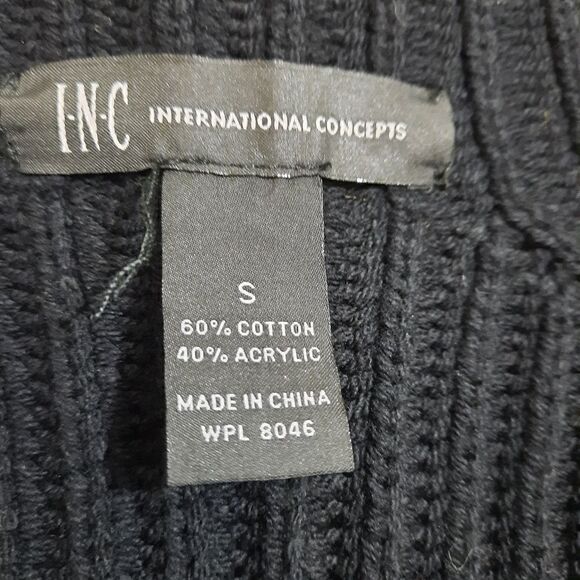 I·N·C INTERNATIONAL CONCEPTS
S
60% COTTON
40% ACRYLIC
MADE IN CHINA
WPL 8046